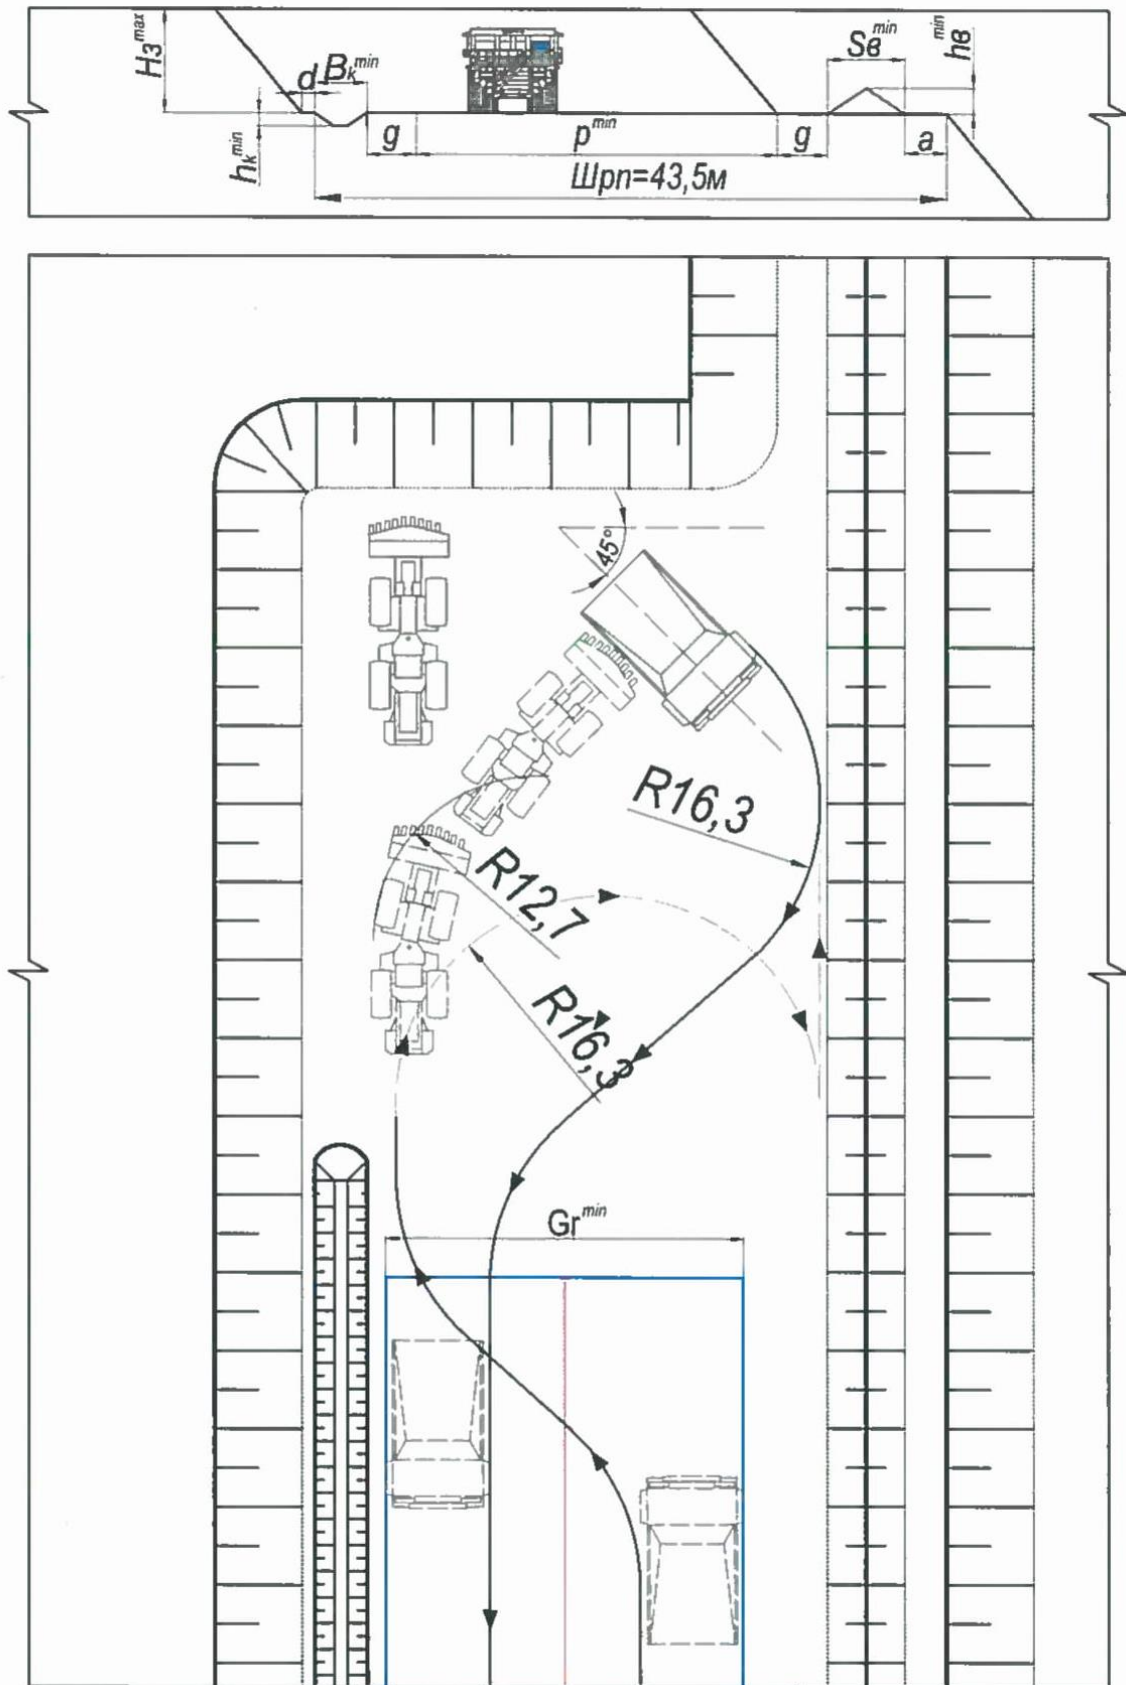 Hз max
d Bk min
hk min
g
p min
g
Sв min
hв min
a
Шрп=43,5м
45°
R16,3
R12,7
R16,3
Gr min